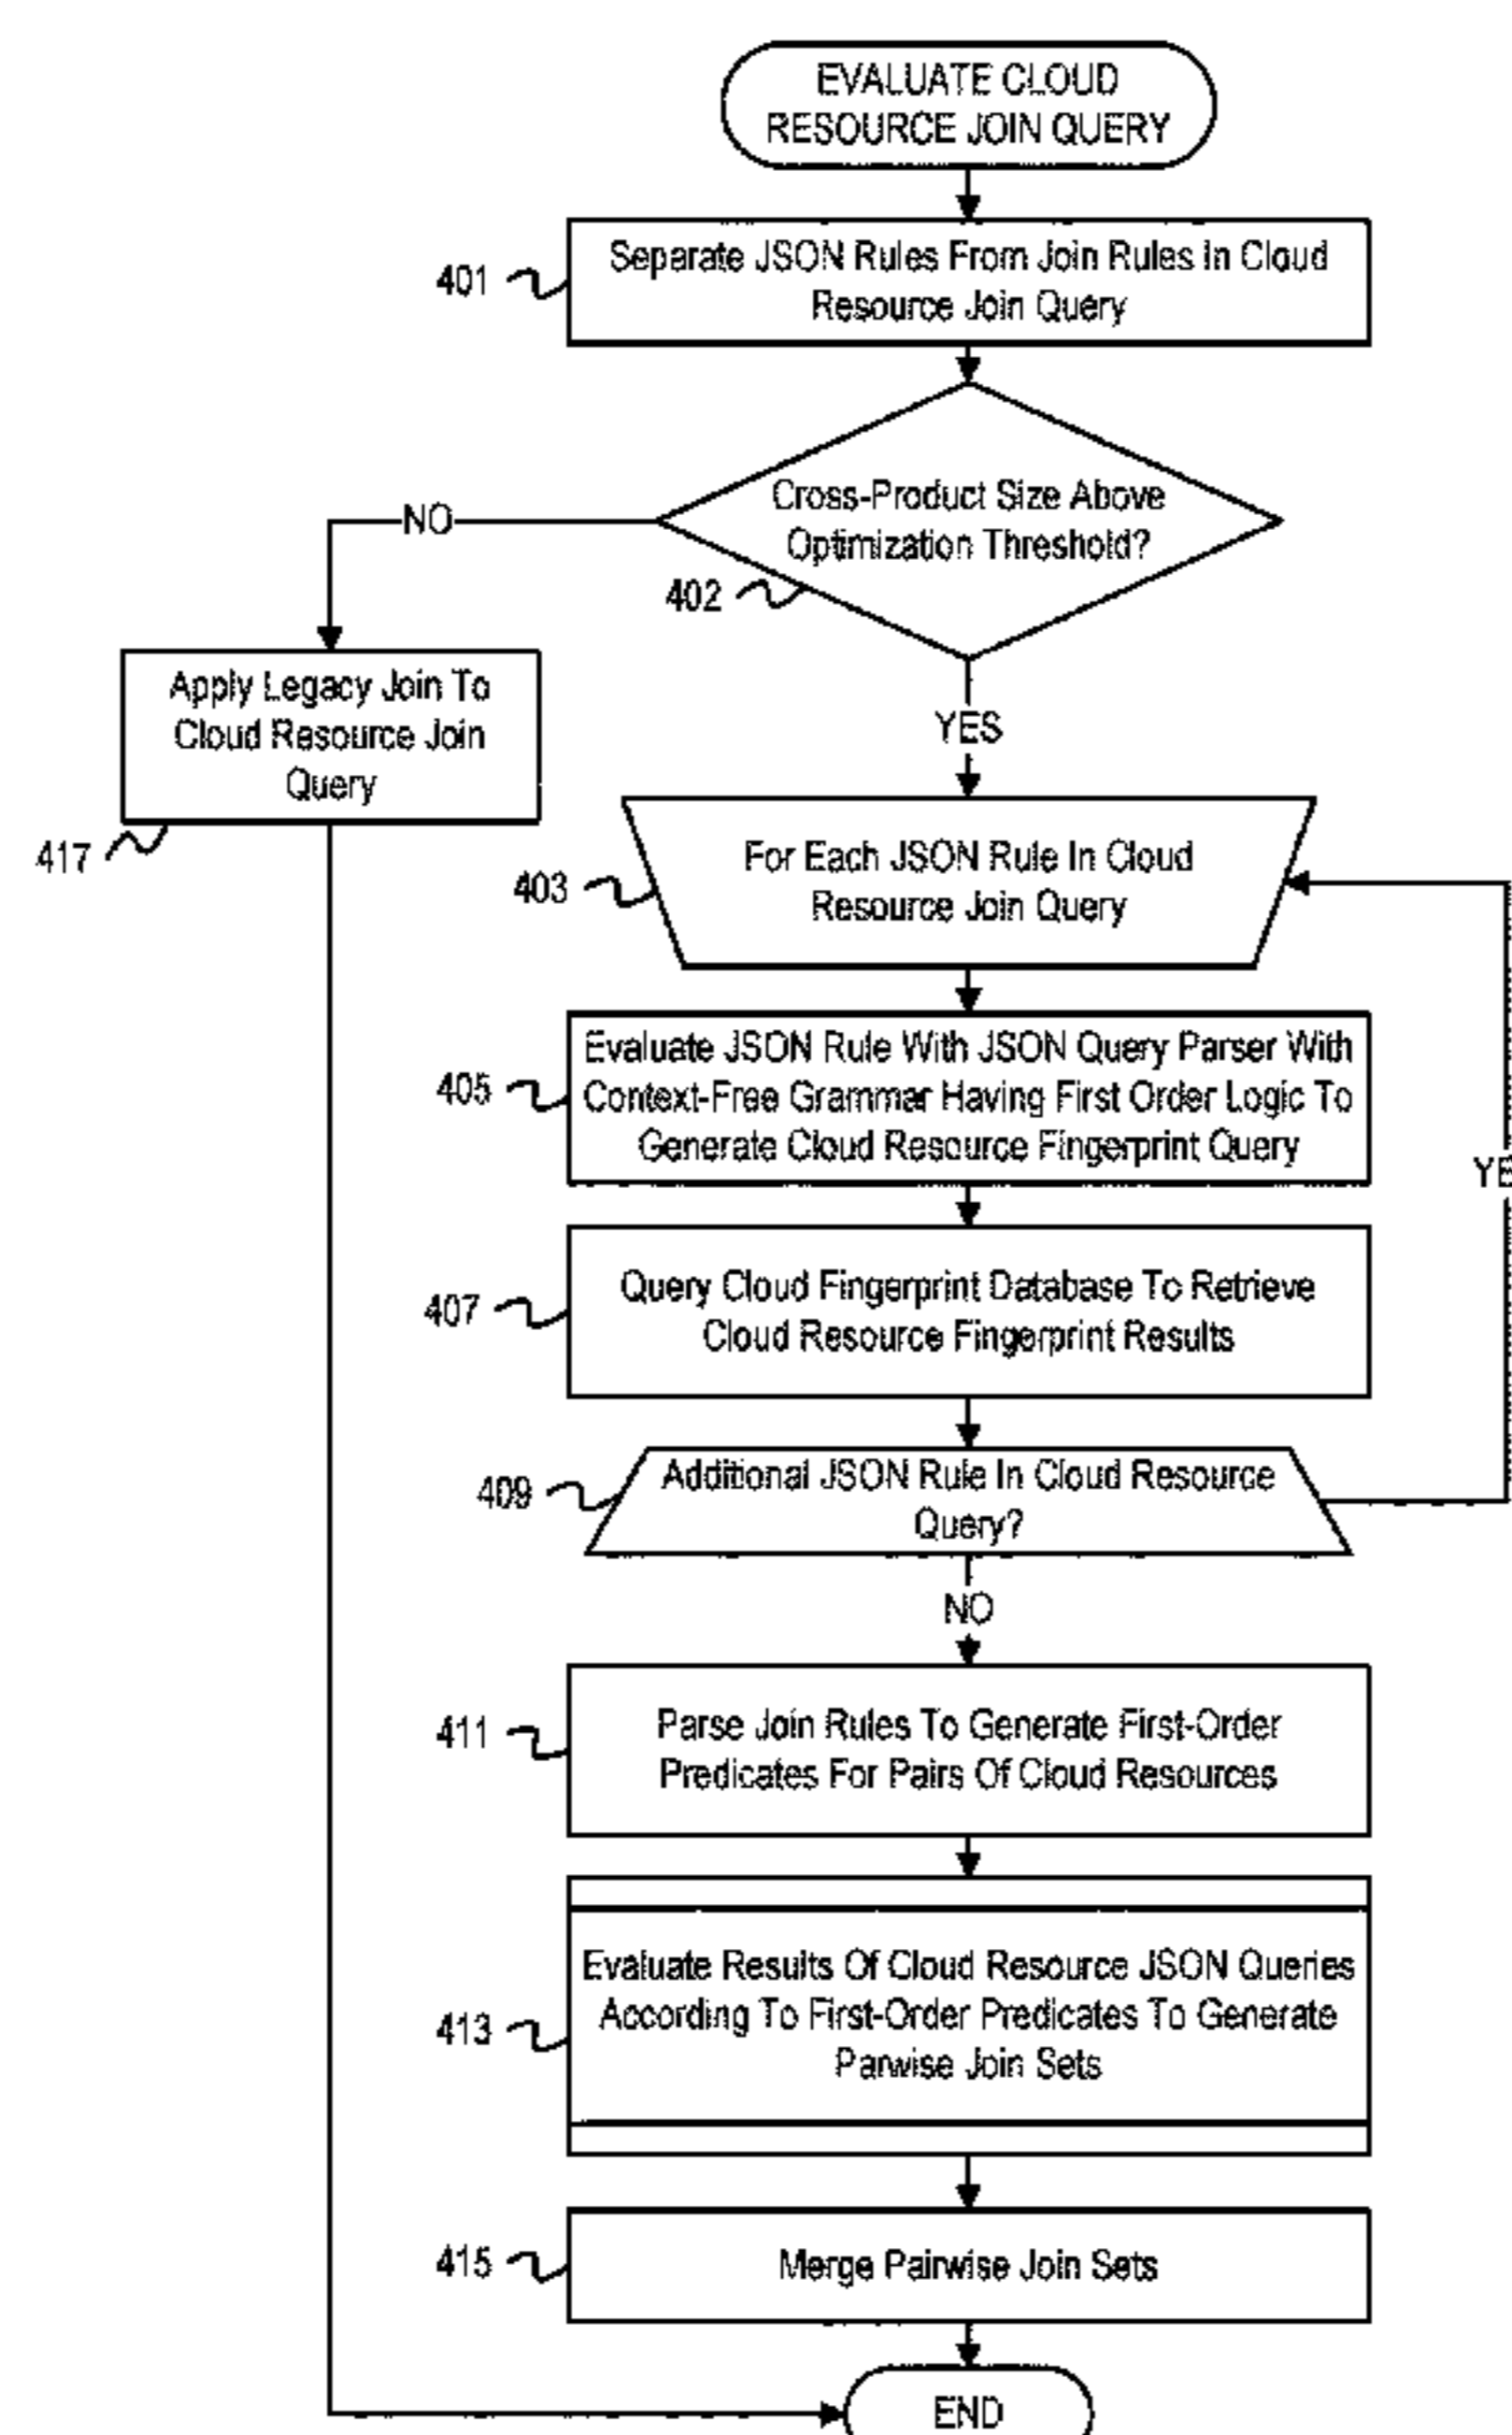 EVALUATE CLOUD
RESOURCE JOIN QUERY
401
Separate JSON Rules From Join Rules In Cloud
Resource Join Query
Cross-Product Size Above
Optimization Threshold?
402
NO
YES
Apply Legacy Join To
Cloud Resource Join
Query
417
403
For Each JSON Rule In Cloud
Resource Join Query
405
Evaluate JSON Rule With JSON Query Parser With
Context-Free Grammar Having First Order Logic To
Generate Cloud Resource Fingerprint Query
YE
407
Query Cloud Fingerprint Database To Retrieve
Cloud Resource Fingerprint Results
409
Additional JSON Rule In Cloud Resource
Query?
NO
411
Parse Join Rules To Generate First-Order
Predicates For Pairs Of Cloud Resources
413
Evaluate Results Of Cloud Resource JSON Queries
According To First-Order Predicates To Generate
Parwise Join Sets
415
Merge Pairwise Join Sets
END